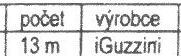 počet výrobce
13 m iGuzzini